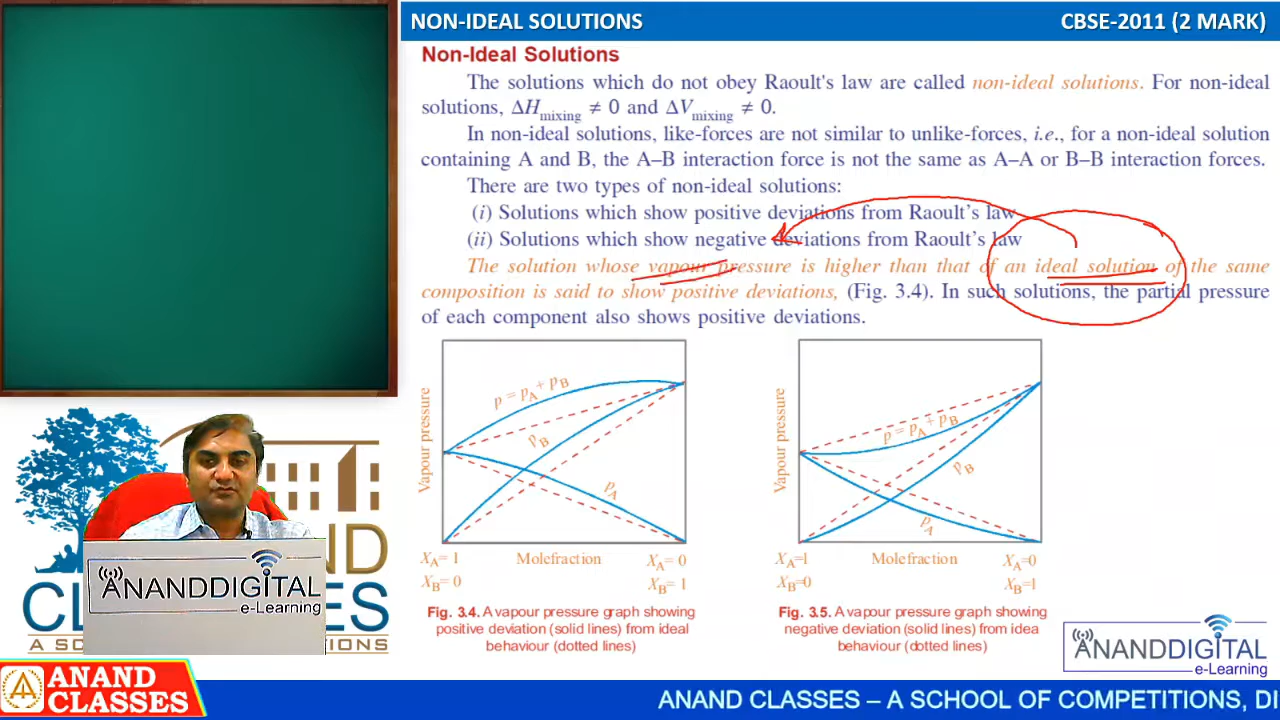 NON-IDEAL SOLUTIONS
CBSE-2011 (2 MARK)
Non-Ideal Solutions
The solutions which do not obey Raoult's law are called non-ideal solutions. For non-ideal
solutions, ΔHmixing ≠ 0 and ΔVmixing ≠ 0.
In non-ideal solutions, like-forces are not similar to unlike-forces, i.e., for a non-ideal solution
containing A and B, the A–B interaction force is not the same as A–A or B–B interaction forces.
There are two types of non-ideal solutions:
(i) Solutions which show positive deviations from Raoult's law
(ii) Solutions which show negative deviations from Raoult's law
The solution whose vapour pressure is higher than that of an ideal solution of the same
composition is said to show positive deviations, (Fig. 3.4). In such solutions, the partial pressure
of each component also shows positive deviations.
Vapour pressure
p = pA + pB
pB
pA
XA= 1
Molefraction
XA= 0
XB= 0
XB= 1
Fig. 3.4. A vapour pressure graph showing
positive deviation (solid lines) from ideal
behaviour (dotted lines)
Vapour pressure
p = pA + pB
pB
pA
XA=1
Molefraction
XA=0
XB=0
XB=1
Fig. 3.5. A vapour pressure graph showing
negative deviation (solid lines) from idea
behaviour (dotted lines)
ANANDDIGITAL
e-Learning
ANANDDIGITAL
e-Learning
ANAND
CLASSES
ANAND CLASSES – A SCHOOL OF COMPETITIONS, DI